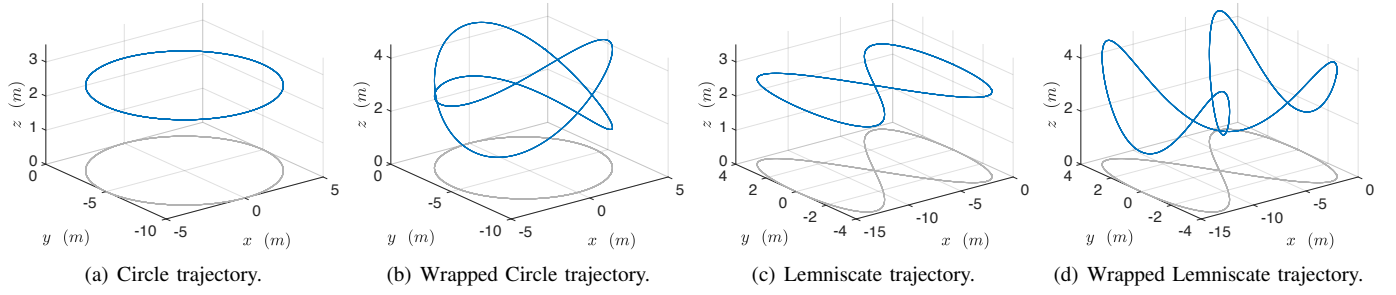 3
2
1
0
z (m)
0
-5
-10
y (m)
-5
0
5
x (m)
(a) Circle trajectory.
4
2
0
z (m)
0
-5
-10
y (m)
-5
0
5
x (m)
(b) Wrapped Circle trajectory.
3
2
1
0
z (m)
4
2
0
-2
-4
y (m)
-15
-10
-5
0
x (m)
(c) Lemniscate trajectory.
4
2
0
z (m)
4
2
0
-2
-4
y (m)
-15
-10
-5
0
x (m)
(d) Wrapped Lemniscate trajectory.